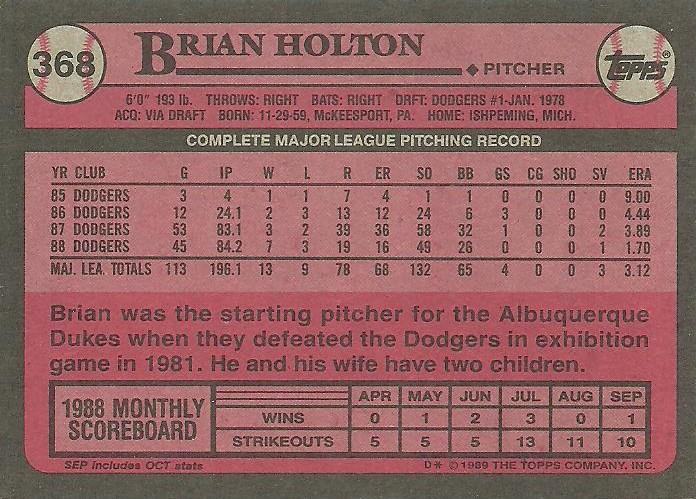 368 BRIAN HOLTON topps®
◆ PITCHER
6'0" 193 lb. THROWS: RIGHT BATS: RIGHT DRAFT: DODGERS #1-JAN. 1978
ACQ: VIA DRAFT BORN: 11-29-59, McKEESPORT, PA. HOME: ISHPEMING, MICH.
COMPLETE MAJOR LEAGUE PITCHING RECORD
YR CLUB G IP W L R ER SO BB GS CG SHO SV ERA
85 DODGERS 3 4 1 1 7 4 1 1 0 0 0 0 9.00
86 DODGERS 12 24.1 2 3 13 12 24 6 3 0 0 0 4.44
87 DODGERS 53 83.1 3 2 39 36 58 32 1 0 0 2 3.89
88 DODGERS 45 84.2 7 3 19 16 49 26 0 0 0 1 1.70
MAJ. LEA. TOTALS 113 196.1 13 9 78 68 132 65 4 0 0 3 3.12
Brian was the starting pitcher for the Albuquerque
Dukes when they defeated the Dodgers in exhibition
game in 1981. He and his wife have two children.
1988 MONTHLY SCOREBOARD
APR MAY JUN JUL AUG SEP
WINS 0 1 2 3 0 1
STRIKEOUTS 5 5 5 13 11 10
SEP includes OCT stats D* © 1989 THE TOPPS COMPANY, INC.